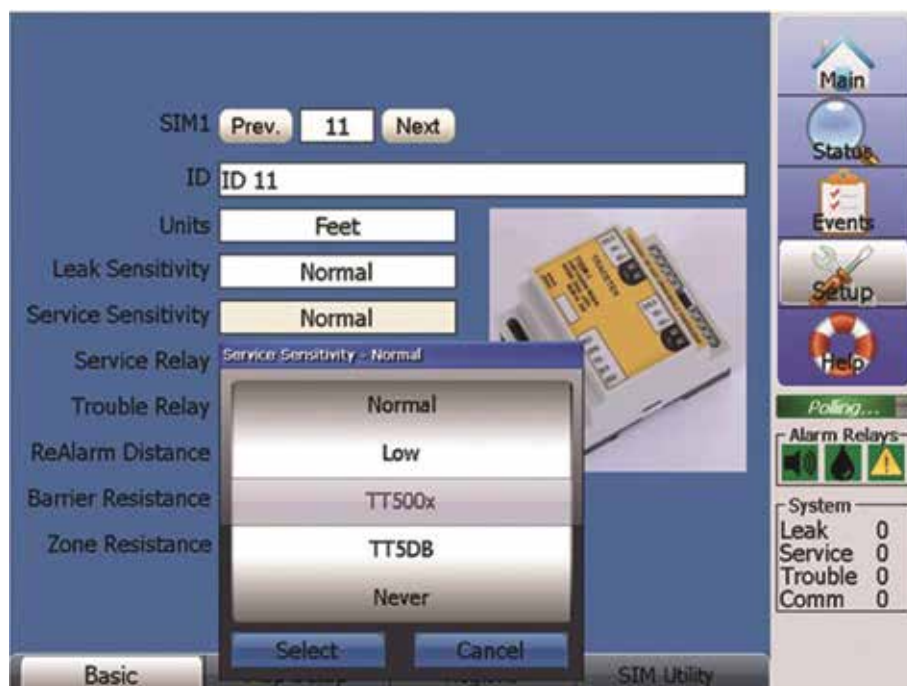 SIM1 Prev. 11 Next
ID ID 11
Units Feet
Leak Sensitivity Normal
Service Sensitivity Normal
Service Relay
Trouble Relay
ReAlarm Distance
Barrier Resistance
Zone Resistance
Service Sensitivity - Normal
Normal
Low
TT500x
TT5DB
Never
Select Cancel
Basic
SIM Utility
Main
Status
Events
Setup
Help
Polling...
Alarm Relays
System
Leak 0
Service 0
Trouble 0
Comm 0